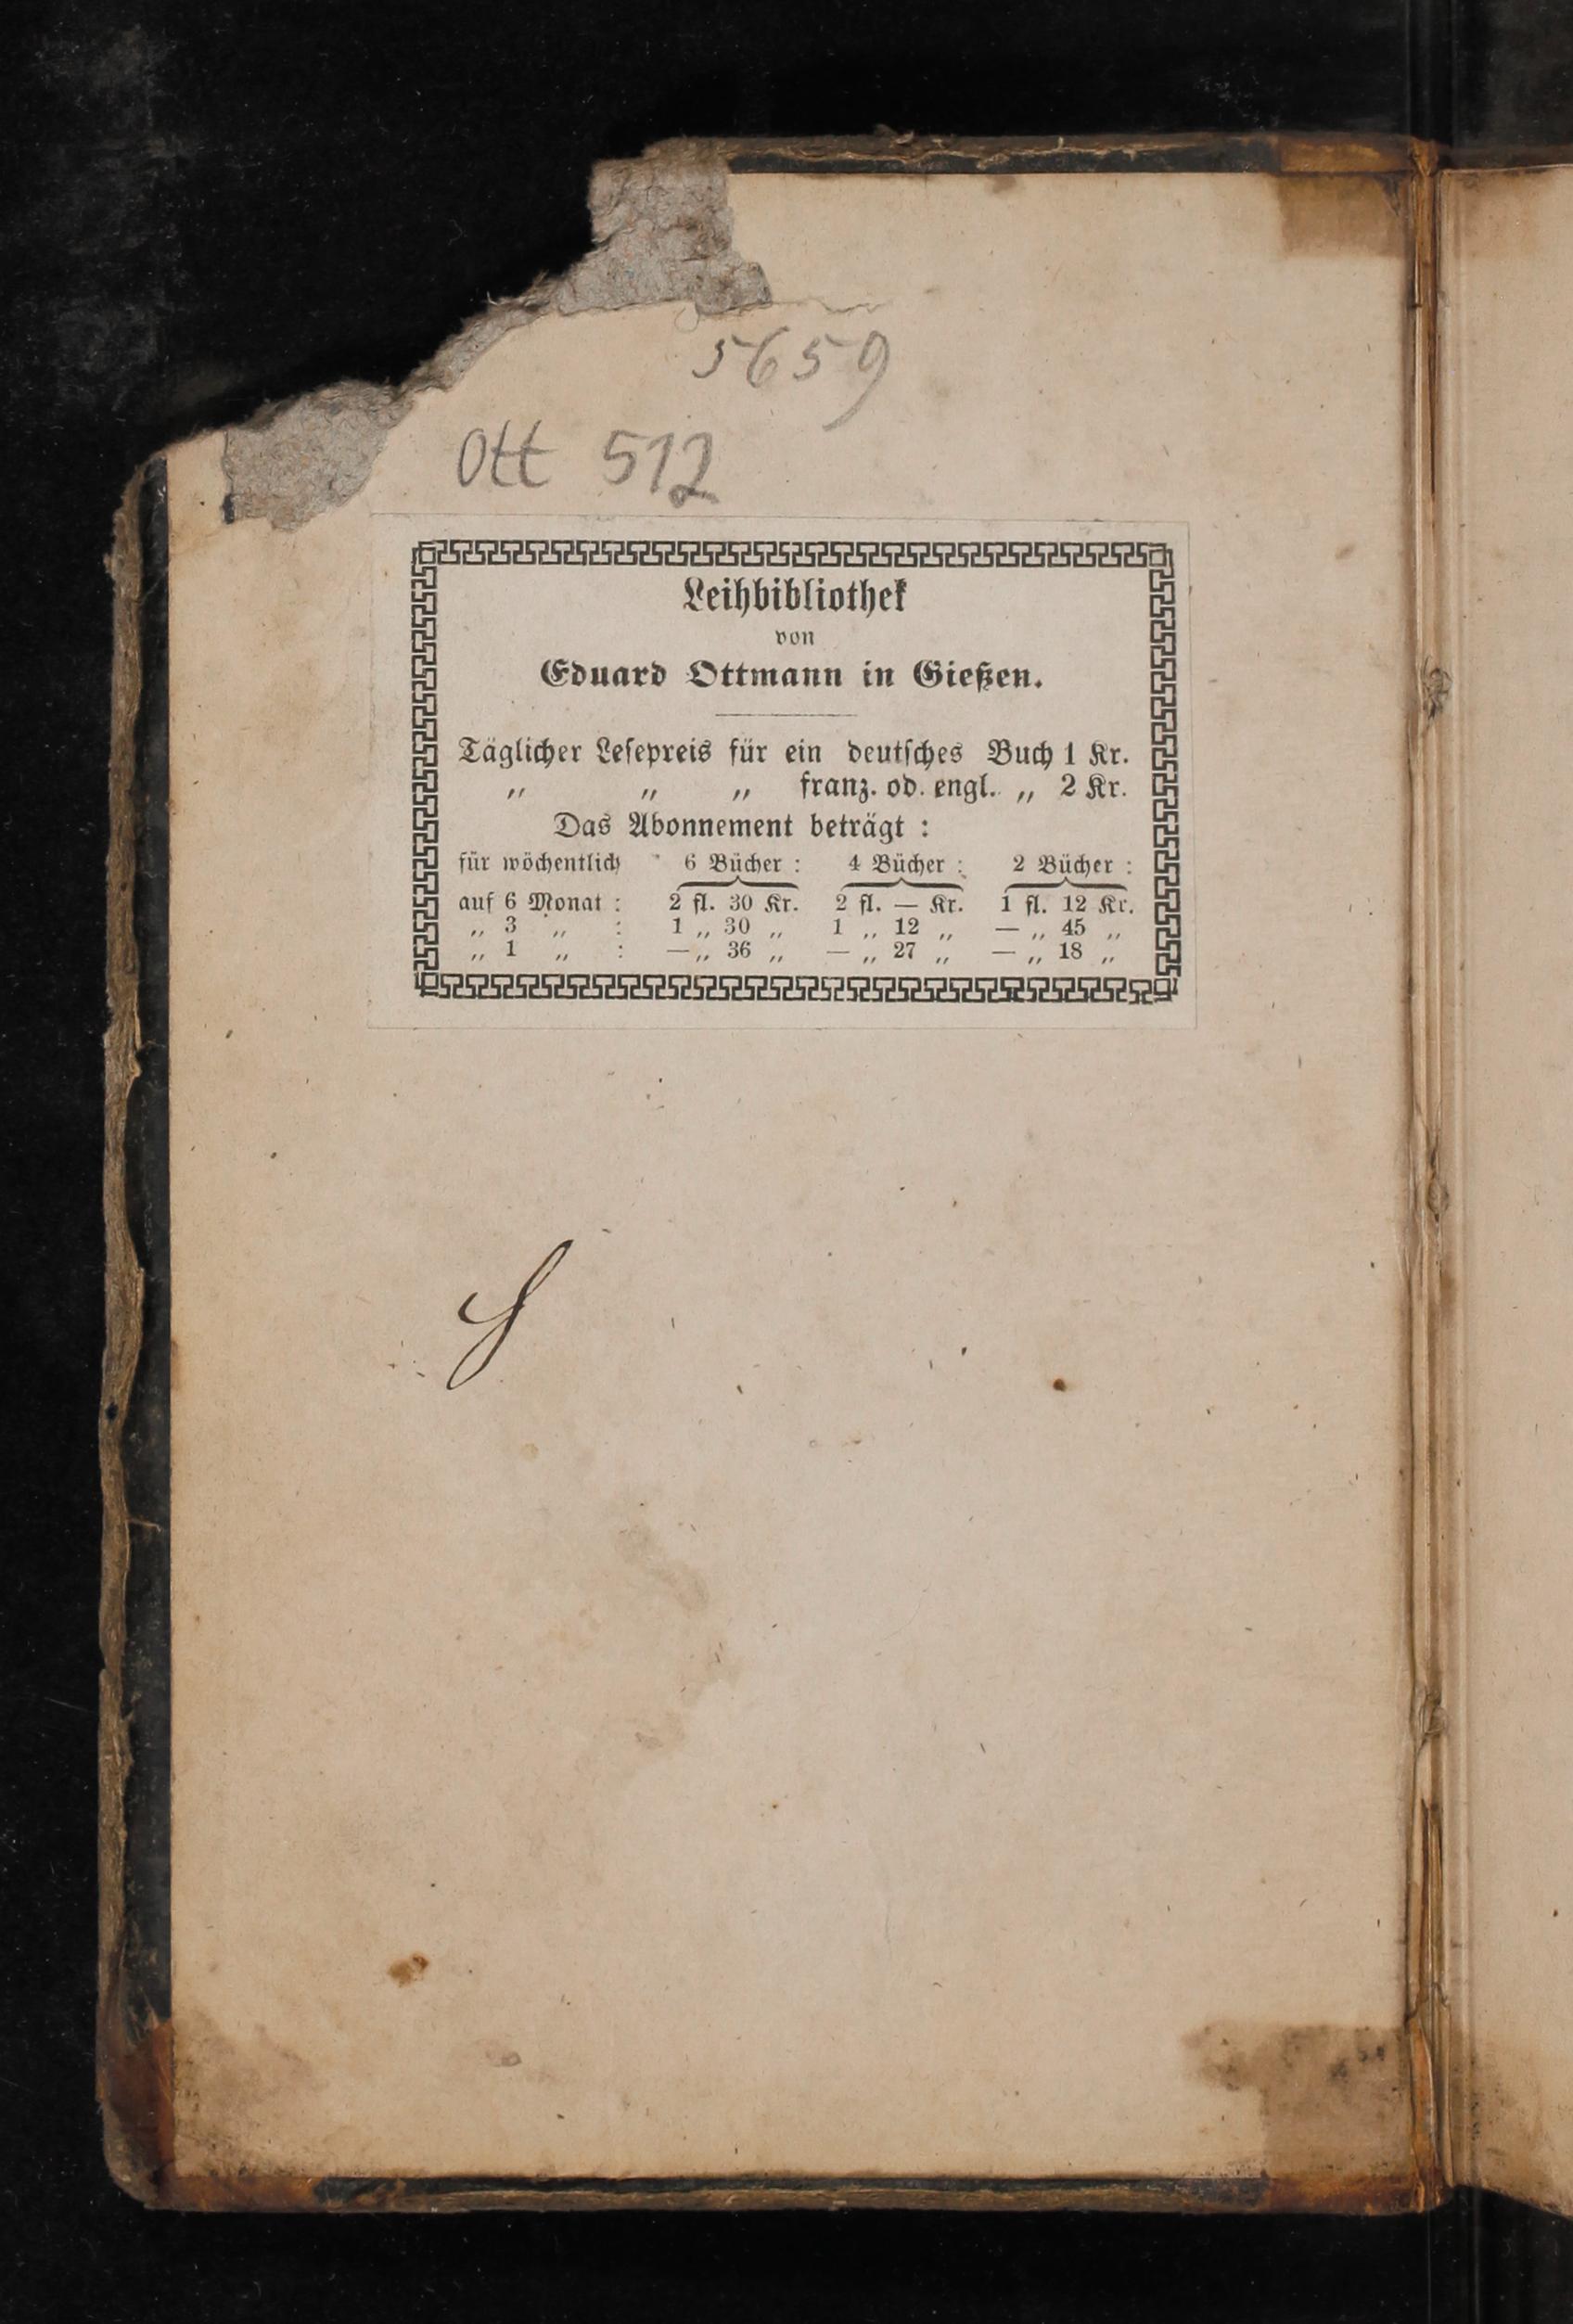 5659
Ott 512
Leihbibliothek
von
Eduard Ottmann in Gießen.
Täglicher Leſepreis für ein deutſches Buch 1 Kr.
„ „ „ franz. od. engl. „ 2 Kr.
Das Abonnement beträgt :
für wöchentlich 6 Bücher : 4 Bücher : 2 Bücher :
auf 6 Monat : 2 fl. 30 Kr. 2 fl. — Kr. 1 fl. 12 Kr.
„ 3 „ : 1 „ 30 „ 1 „ 12 „ — „ 45 „
„ 1 „ : — „ 36 „ — „ 27 „ — „ 18 „